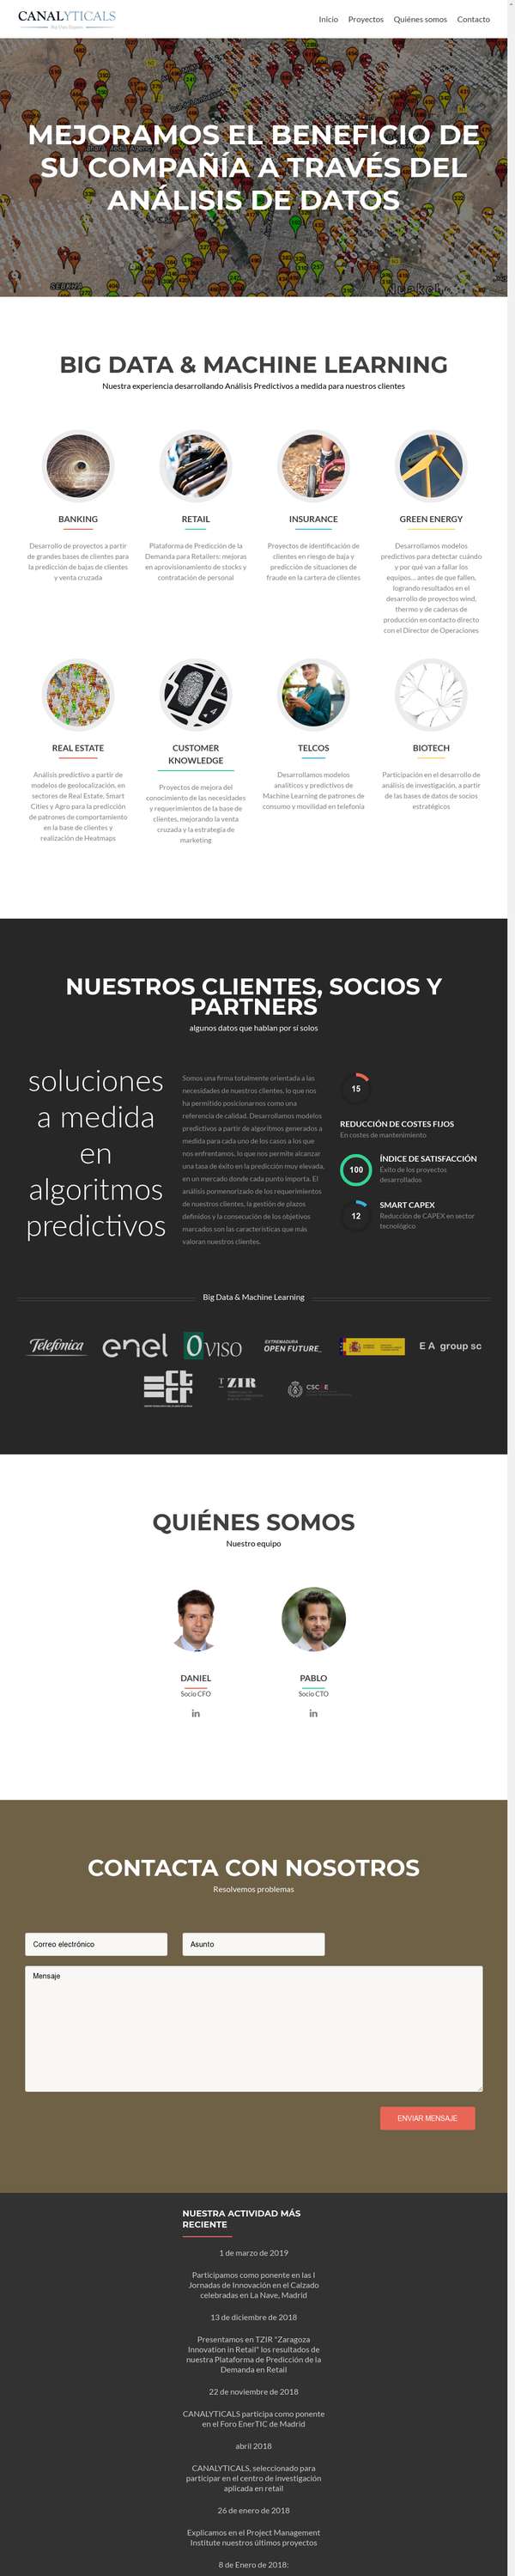 CANALYTICALS
Inicio Proyectos Quiénes somos Contacto
MEJORAMOS EL BENEFICIO DE
SU COMPAÑÍA A TRAVÉS DEL
ANÁLISIS DE DATOS
BIG DATA & MACHINE LEARNING
Nuestra experiencia desarrollando Análisis Predictivos a medida para nuestros clientes
BANKING
Desarrollo de proyectos a partir
de grandes bases de clientes para
la predicción de bajas de clientes
y venta cruzada
RETAIL
Plataforma de Predicción de la
Demanda para Retailers: mejoras
en aprovisionamiento de stocks y
contratación de personal
INSURANCE
Proyectos de identificación de
clientes en riesgo de baja y
predicción de situaciones de
fraude en la cartera de clientes
GREEN ENERGY
Desarrollamos modelos
predictivos para detectar cuándo
y por qué van a fallar los
equipos... antes de que fallen,
logrando resultados en el
desarrollo de proyectos wind,
thermo y de cadenas de
producción en contacto directo
con el Director de Operaciones
REAL ESTATE
Análisis predictivo a partir de
modelos de geolocalización, en
sectores de Real Estate, Smart
Cities y Agro para la predicción
de patrones de comportamiento
en la base de clientes y
realización de Heatmaps
CUSTOMER
KNOWLEDGE
Proyectos de mejora del
conocimiento de las necesidades
y requerimientos de la base de
clientes, mejorando la venta
cruzada y la estrategia de
marketing
TELCOS
Desarrollamos modelos
analíticos y predictivos de
Machine Learning de patrones de
consumo y movilidad en telefonía
BIOTECH
Participación en el desarrollo de
análisis de investigación, a partir
de las bases de datos de socios
estratégicos
NUESTROS CLIENTES, SOCIOS Y
PARTNERS
algunos datos que hablan por sí solos
soluciones
a medida
en
algoritmos
predictivos
Somos una firma totalmente orientada a las
necesidades de nuestros clientes, lo que nos
ha permitido posicionarnos como una
referencia de calidad. Desarrollamos modelos
predictivos a partir de algoritmos generados a
medida para cada uno de los casos a los que
nos enfrentamos, lo que nos permite alcanzar
una tasa de éxito en la predicción muy elevada,
en un mercado donde cada punto importa. El
análisis pormenorizado de los requerimientos
de nuestros clientes, la gestión de plazos
definidos y la consecución de los objetivos
marcados son las características que más
valoran nuestros clientes.
15
REDUCCIÓN DE COSTES FIJOS
En costes de mantenimiento
100
ÍNDICE DE SATISFACCIÓN
Éxito de los proyectos
desarrollados
12
SMART CAPEX
Reducción de CAPEX en sector
tecnológico
Big Data & Machine Learning
Telefónica
enel
OVISO
EXTREMADURA
OPEN FUTURE_
E A group sc
TZIR
CSC
QUIÉNES SOMOS
Nuestro equipo
DANIEL
Socio CFO
in
PABLO
Socio CTO
in
CONTACTA CON NOSOTROS
Resolvemos problemas
Correo electrónico
Asunto
Mensaje
ENVIAR MENSAJE
NUESTRA ACTIVIDAD MÁS
RECIENTE
1 de marzo de 2019
Participamos como ponente en las I
Jornadas de Innovación en el Calzado
celebradas en La Nave, Madrid
13 de diciembre de 2018
Presentamos en TZIR "Zaragoza
Innovation in Retail" los resultados de
nuestra Plataforma de Predicción de la
Demanda en Retail
22 de noviembre de 2018
CANALYTICALS participa como ponente
en el Foro EnerTIC de Madrid
abril 2018
CANALYTICALS, seleccionado para
participar en el centro de investigación
aplicada en retail
26 de enero de 2018
Explicamos en el Project Management
Institute nuestros últimos proyectos
8 de Enero de 2018: